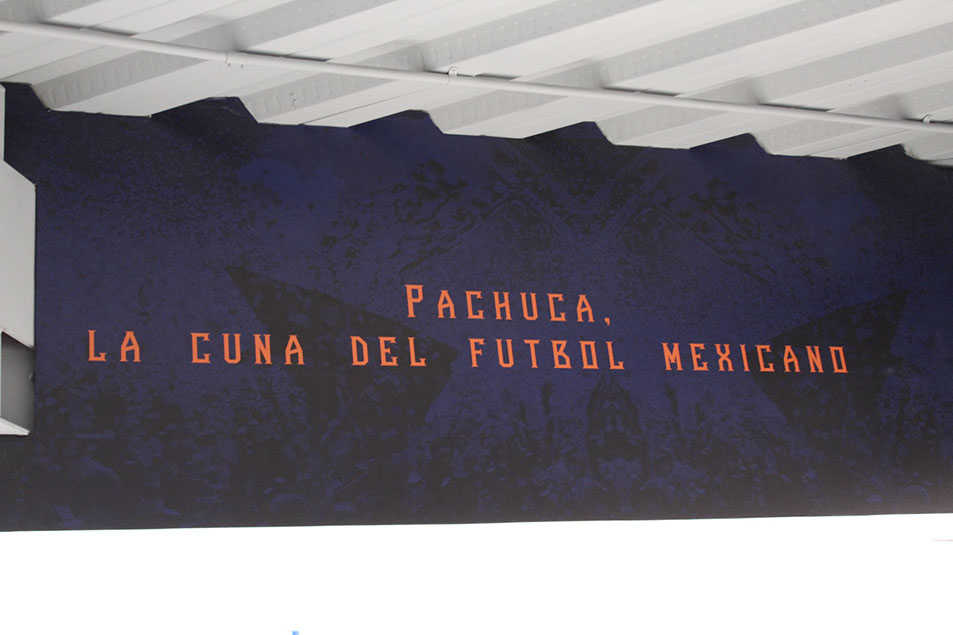 PACHUCA,
LA CUNA DEL FUTBOL MEXICANO